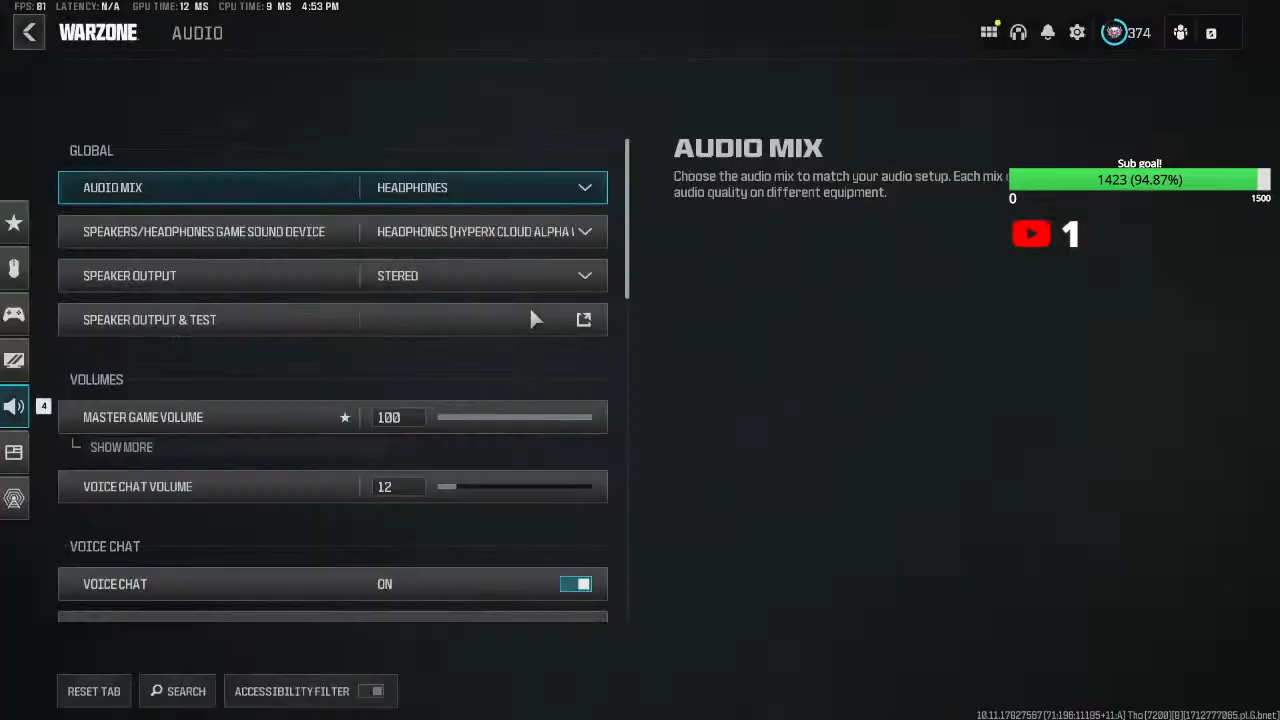 FPS: 81 LATENCY: N/A GPU TIME: 12 MS CPU TIME: 9 MS 4:53 PM
WARZONE
AUDIO
374
0
GLOBAL
AUDIO MIX HEADPHONES
SPEAKERS/HEADPHONES GAME SOUND DEVICE HEADPHONES (HYPERX CLOUD ALPHA
SPEAKER OUTPUT STEREO
SPEAKER OUTPUT & TEST
VOLUMES
MASTER GAME VOLUME 100
SHOW MORE
VOICE CHAT VOLUME 12
VOICE CHAT
VOICE CHAT ON
4
RESET TAB
SEARCH
ACCESSIBILITY FILTER
AUDIO MIX
Choose the audio mix to match your audio setup. Each mix
audio quality on different equipment.
Sub goal!
1423 (94.87%)
0 1500
1